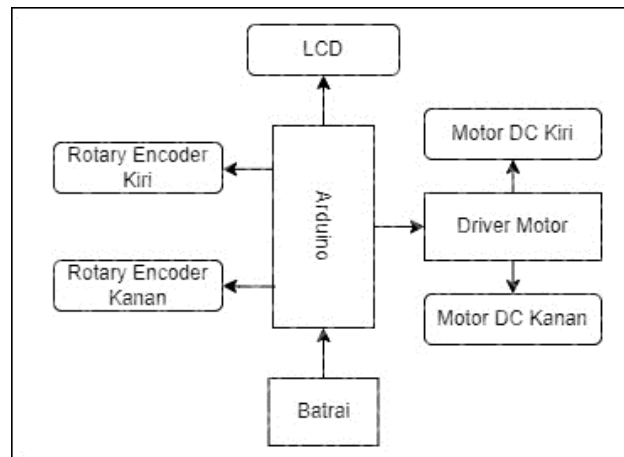 LCD
Rotary Encoder
Kiri
Arduino
Motor DC Kiri
Driver Motor
Rotary Encoder
Kanan
Motor DC Kanan
Batrai